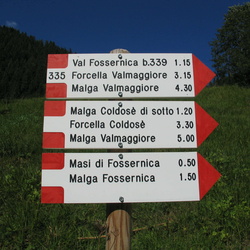 Val Fossernica b.339 1.15
335 Forcella Valmaggiore 3.15
Malga Valmaggiore 4.30
Malga Coldosè di sotto 1.20
Forcella Coldosè 3.30
Malga Valmaggiore 5.00
Masi di Fossernica 0.50
Malga Fossernica 1.50